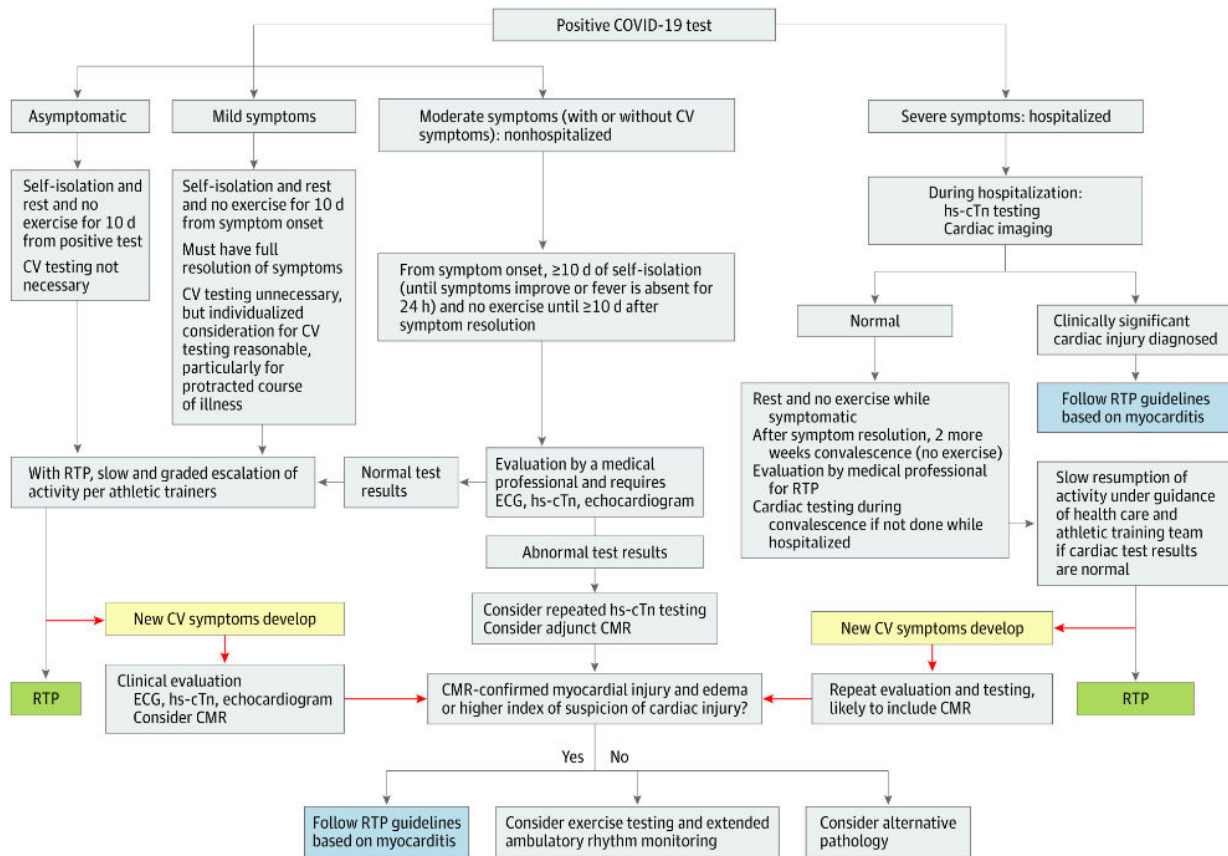 Positive COVID-19 test
Asymptomatic
Mild symptoms
Moderate symptoms (with or without CV
symptoms): nonhospitalized
Severe symptoms: hospitalized
Self-isolation and
rest and no
exercise for 10 d
from positive test
CV testing not
necessary
Self-isolation and rest
and no exercise for 10 d
from symptom onset
Must have full
resolution of symptoms
CV testing unnecessary,
but individualized
consideration for CV
testing reasonable,
particularly for
protracted course
of illness
From symptom onset, ≥10 d of self-isolation
(until symptoms improve or fever is absent for
24 h) and no exercise until ≥10 d after
symptom resolution
During hospitalization:
hs-cTn testing
Cardiac imaging
Normal
Clinically significant
cardiac injury diagnosed
Rest and no exercise while
symptomatic
After symptom resolution, 2 more
weeks convalescence (no exercise)
Evaluation by medical professional
for RTP
Cardiac testing during
convalescence if not done while
hospitalized
Follow RTP guidelines
based on myocarditis
With RTP, slow and graded escalation of
activity per athletic trainers
Normal test
results
Evaluation by a medical
professional and requires
ECG, hs-cTn, echocardiogram
Slow resumption of
activity under guidance
of health care and
athletic training team
if cardiac test results
are normal
Abnormal test results
Consider repeated hs-cTn testing
Consider adjunct CMR
New CV symptoms develop
New CV symptoms develop
RTP
Clinical evaluation
ECG, hs-cTn, echocardiogram
Consider CMR
CMR-confirmed myocardial injury and edema
or higher index of suspicion of cardiac injury?
Repeat evaluation and testing,
likely to include CMR
RTP
Yes
No
Follow RTP guidelines
based on myocarditis
Consider exercise testing and extended
ambulatory rhythm monitoring
Consider alternative
pathology